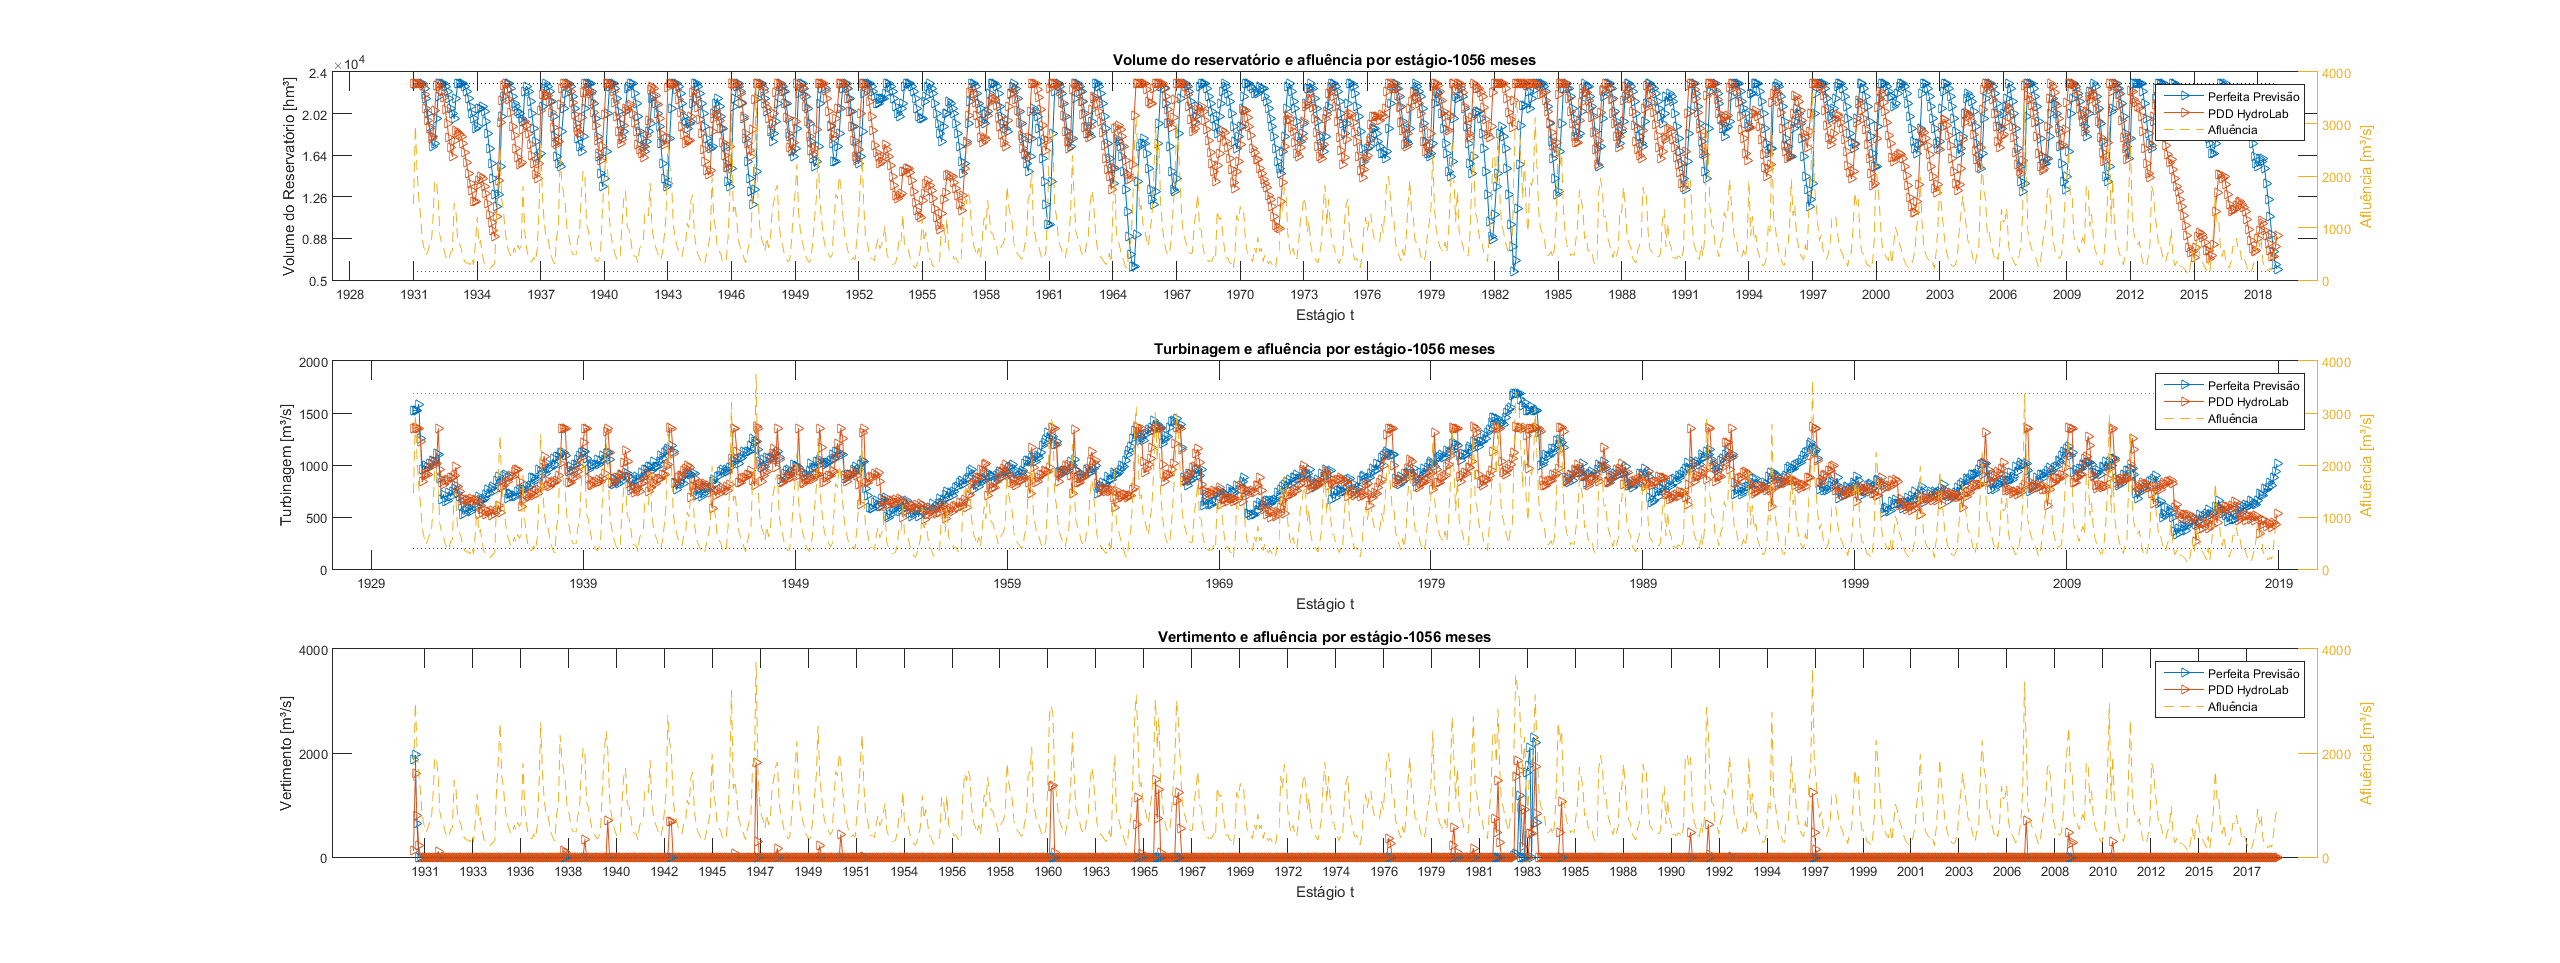 Volume do reservatório e afluência por estágio-1056 meses
×10⁴
2.4
2.02
1.64
1.26
0.88
0.5
Volume do Reservatório [hm³]
4000
3000
2000
1000
0
Afluência [m³/s]
Perfeita Previsão
PDD HydroLab
Afluência
1928 1931 1934 1937 1940 1943 1946 1949 1952 1955 1958 1961 1964 1967 1970 1973 1976 1979 1982 1985 1988 1991 1994 1997 2000 2003 2006 2009 2012 2015 2018
Estágio t
Turbinagem e afluência por estágio-1056 meses
2000
1500
1000
500
0
Turbinagem [m³/s]
4000
3000
2000
1000
0
Afluência [m³/s]
Perfeita Previsão
PDD HydroLab
Afluência
1929 1939 1949 1959 1969 1979 1989 1999 2009 2019
Estágio t
Vertimento e afluência por estágio-1056 meses
4000
2000
0
Vertimento [m³/s]
4000
2000
0
Afluência [m³/s]
Perfeita Previsão
PDD HydroLab
Afluência
1931 1933 1936 1938 1940 1942 1945 1947 1949 1951 1954 1956 1958 1960 1963 1965 1967 1969 1972 1974 1976 1979 1981 1983 1985 1988 1990 1992 1994 1997 1999 2001 2003 2006 2008 2010 2012 2015 2017
Estágio t